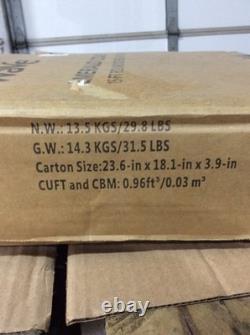 N.W.: 13.5 KGS/29.8 LBS
G.W.: 14.3 KGS/31.5 LBS
Carton Size:23.6-in x 18.1-in x 3.9-in
CUFT and CBM: 0.96ft³/0.03 m³